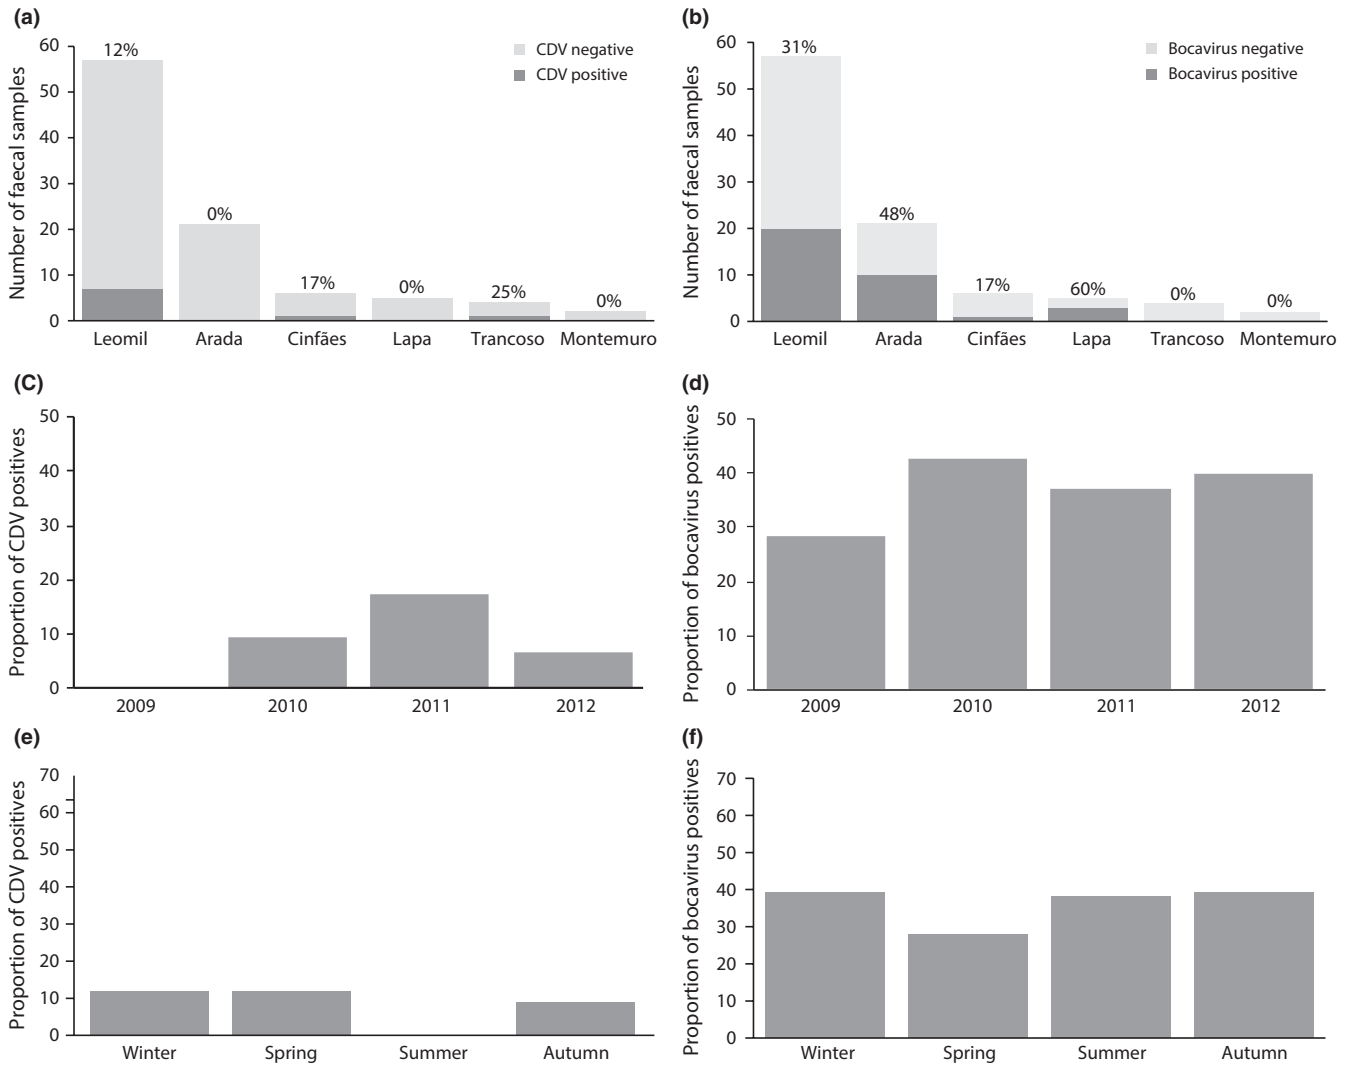 (a)
Number of faecal samples
60
50
40
30
20
10
0
12%
0%
17%
0%
25%
0%
CDV negative
CDV positive
Leomil Arada Cinfães Lapa Trancoso Montemuro
(b)
Number of faecal samples
60
50
40
30
20
10
0
31%
48%
17%
60%
0%
0%
Bocavirus negative
Bocavirus positive
Leomil Arada Cinfães Lapa Trancoso Montemuro
(C)
Proportion of CDV positives
50
40
30
20
10
0
2009 2010 2011 2012
(d)
Proportion of bocavirus positives
50
40
30
20
10
0
2009 2010 2011 2012
(e)
Proportion of CDV positives
70
60
50
40
30
20
10
0
Winter Spring Summer Autumn
(f)
Proportion of bocavirus positives
70
60
50
40
30
20
10
0
Winter Spring Summer Autumn